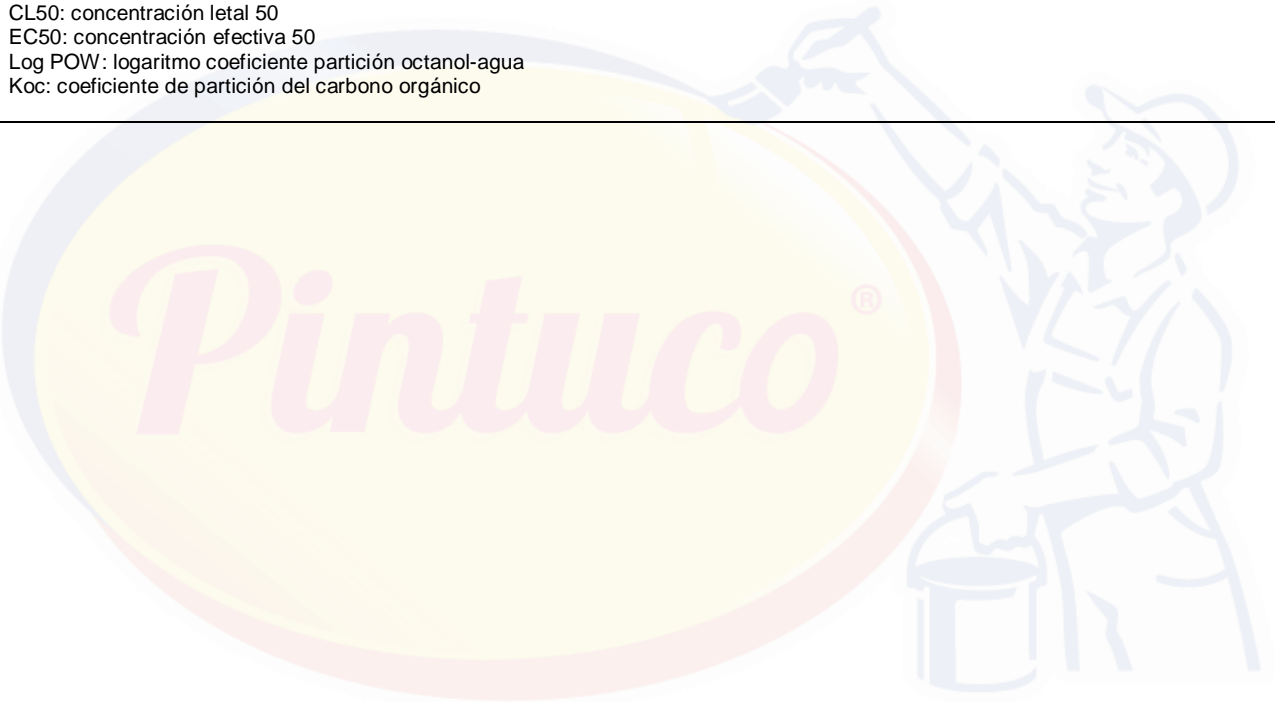 CL50: concentración letal 50
EC50: concentración efectiva 50
Log POW: logaritmo coeficiente partición octanol-agua
Koc: coeficiente de partición del carbono orgánico
Pintuco®